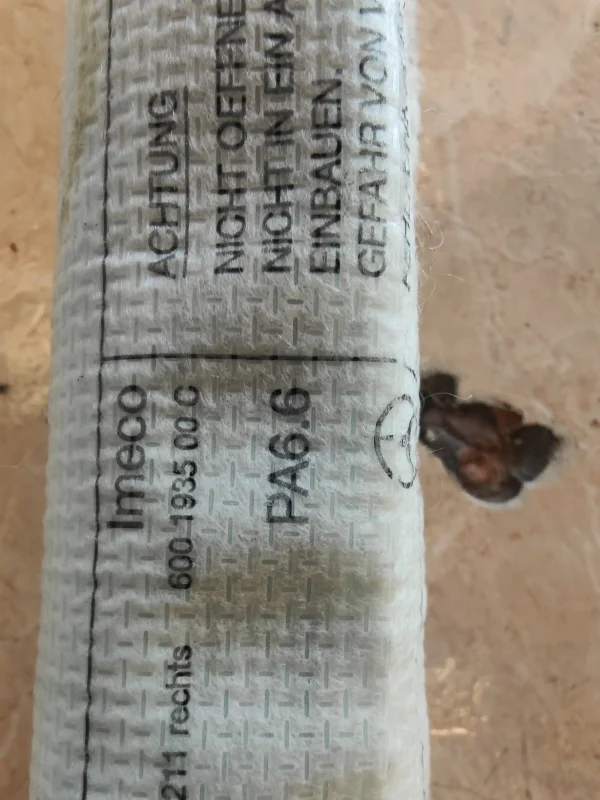 ACHTUNG
NICHT OEFFNE
NICHT IN EIN A
EINBAUEN.
GEFAHR VON V
Imeco
600-1935 00 C
PA6.6
211 rechts